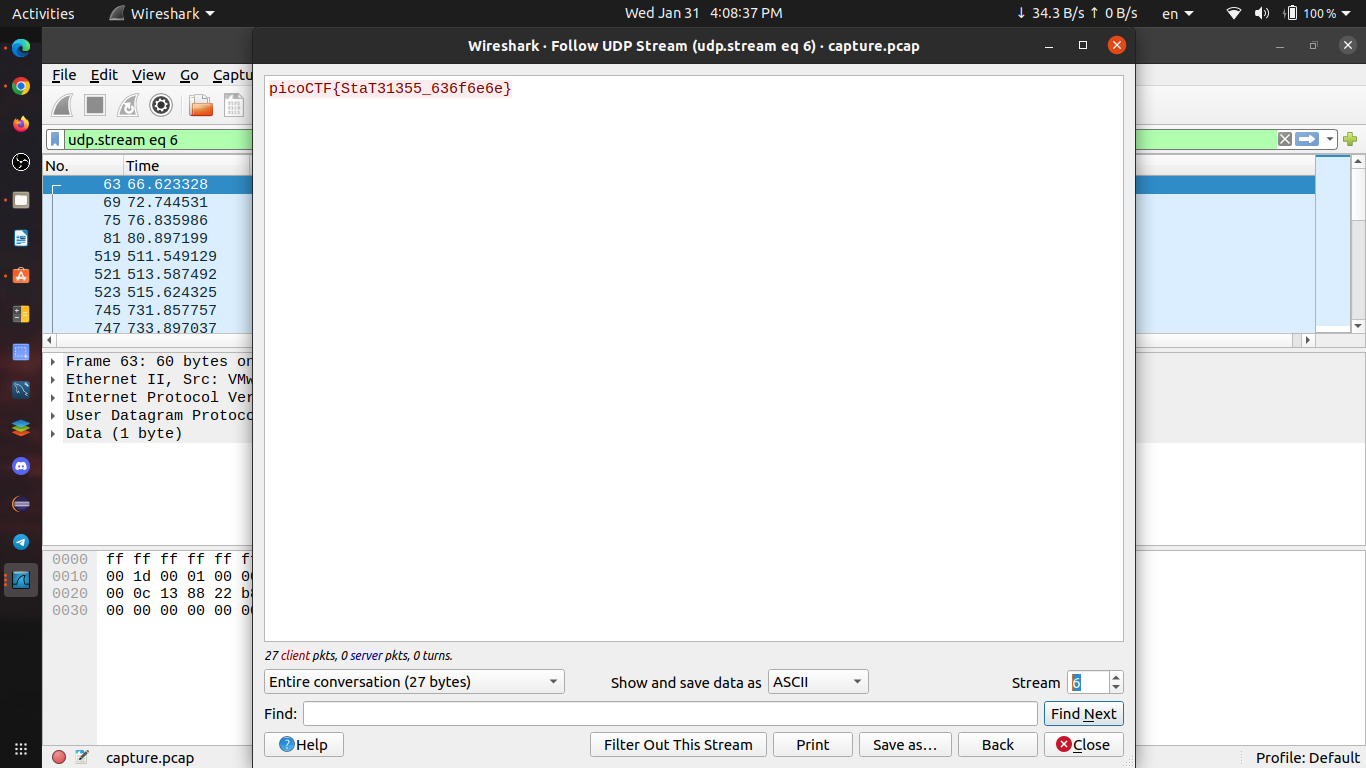 Activities Wireshark Wed Jan 31 4:08:37 PM ↓ 34.3 B/s ↑ 0 B/s en 100 %
Wireshark · Follow UDP Stream (udp.stream eq 6) · capture.pcap
File Edit View Go Captu
picoCTF{StaT31355_636f6e6e}
udp.stream eq 6
No. Time
63 66.623328
69 72.744531
75 76.835986
81 80.897199
519 511.549129
521 513.587492
523 515.624325
745 731.857757
747 733.897037
Frame 63: 60 bytes on
Ethernet II, Src: VMw
Internet Protocol Ver
User Datagram Protoco
Data (1 byte)
0000 ff ff ff ff ff f
0010 00 1d 00 01 00 00
0020 00 0c 13 88 22 b8
0030 00 00 00 00 00 00
27 client pkts, 0 server pkts, 0 turns.
Entire conversation (27 bytes) Show and save data as ASCII Stream 6
Find: Find Next
Help Filter Out This Stream Print Save as… Back Close
capture.pcap Profile: Default